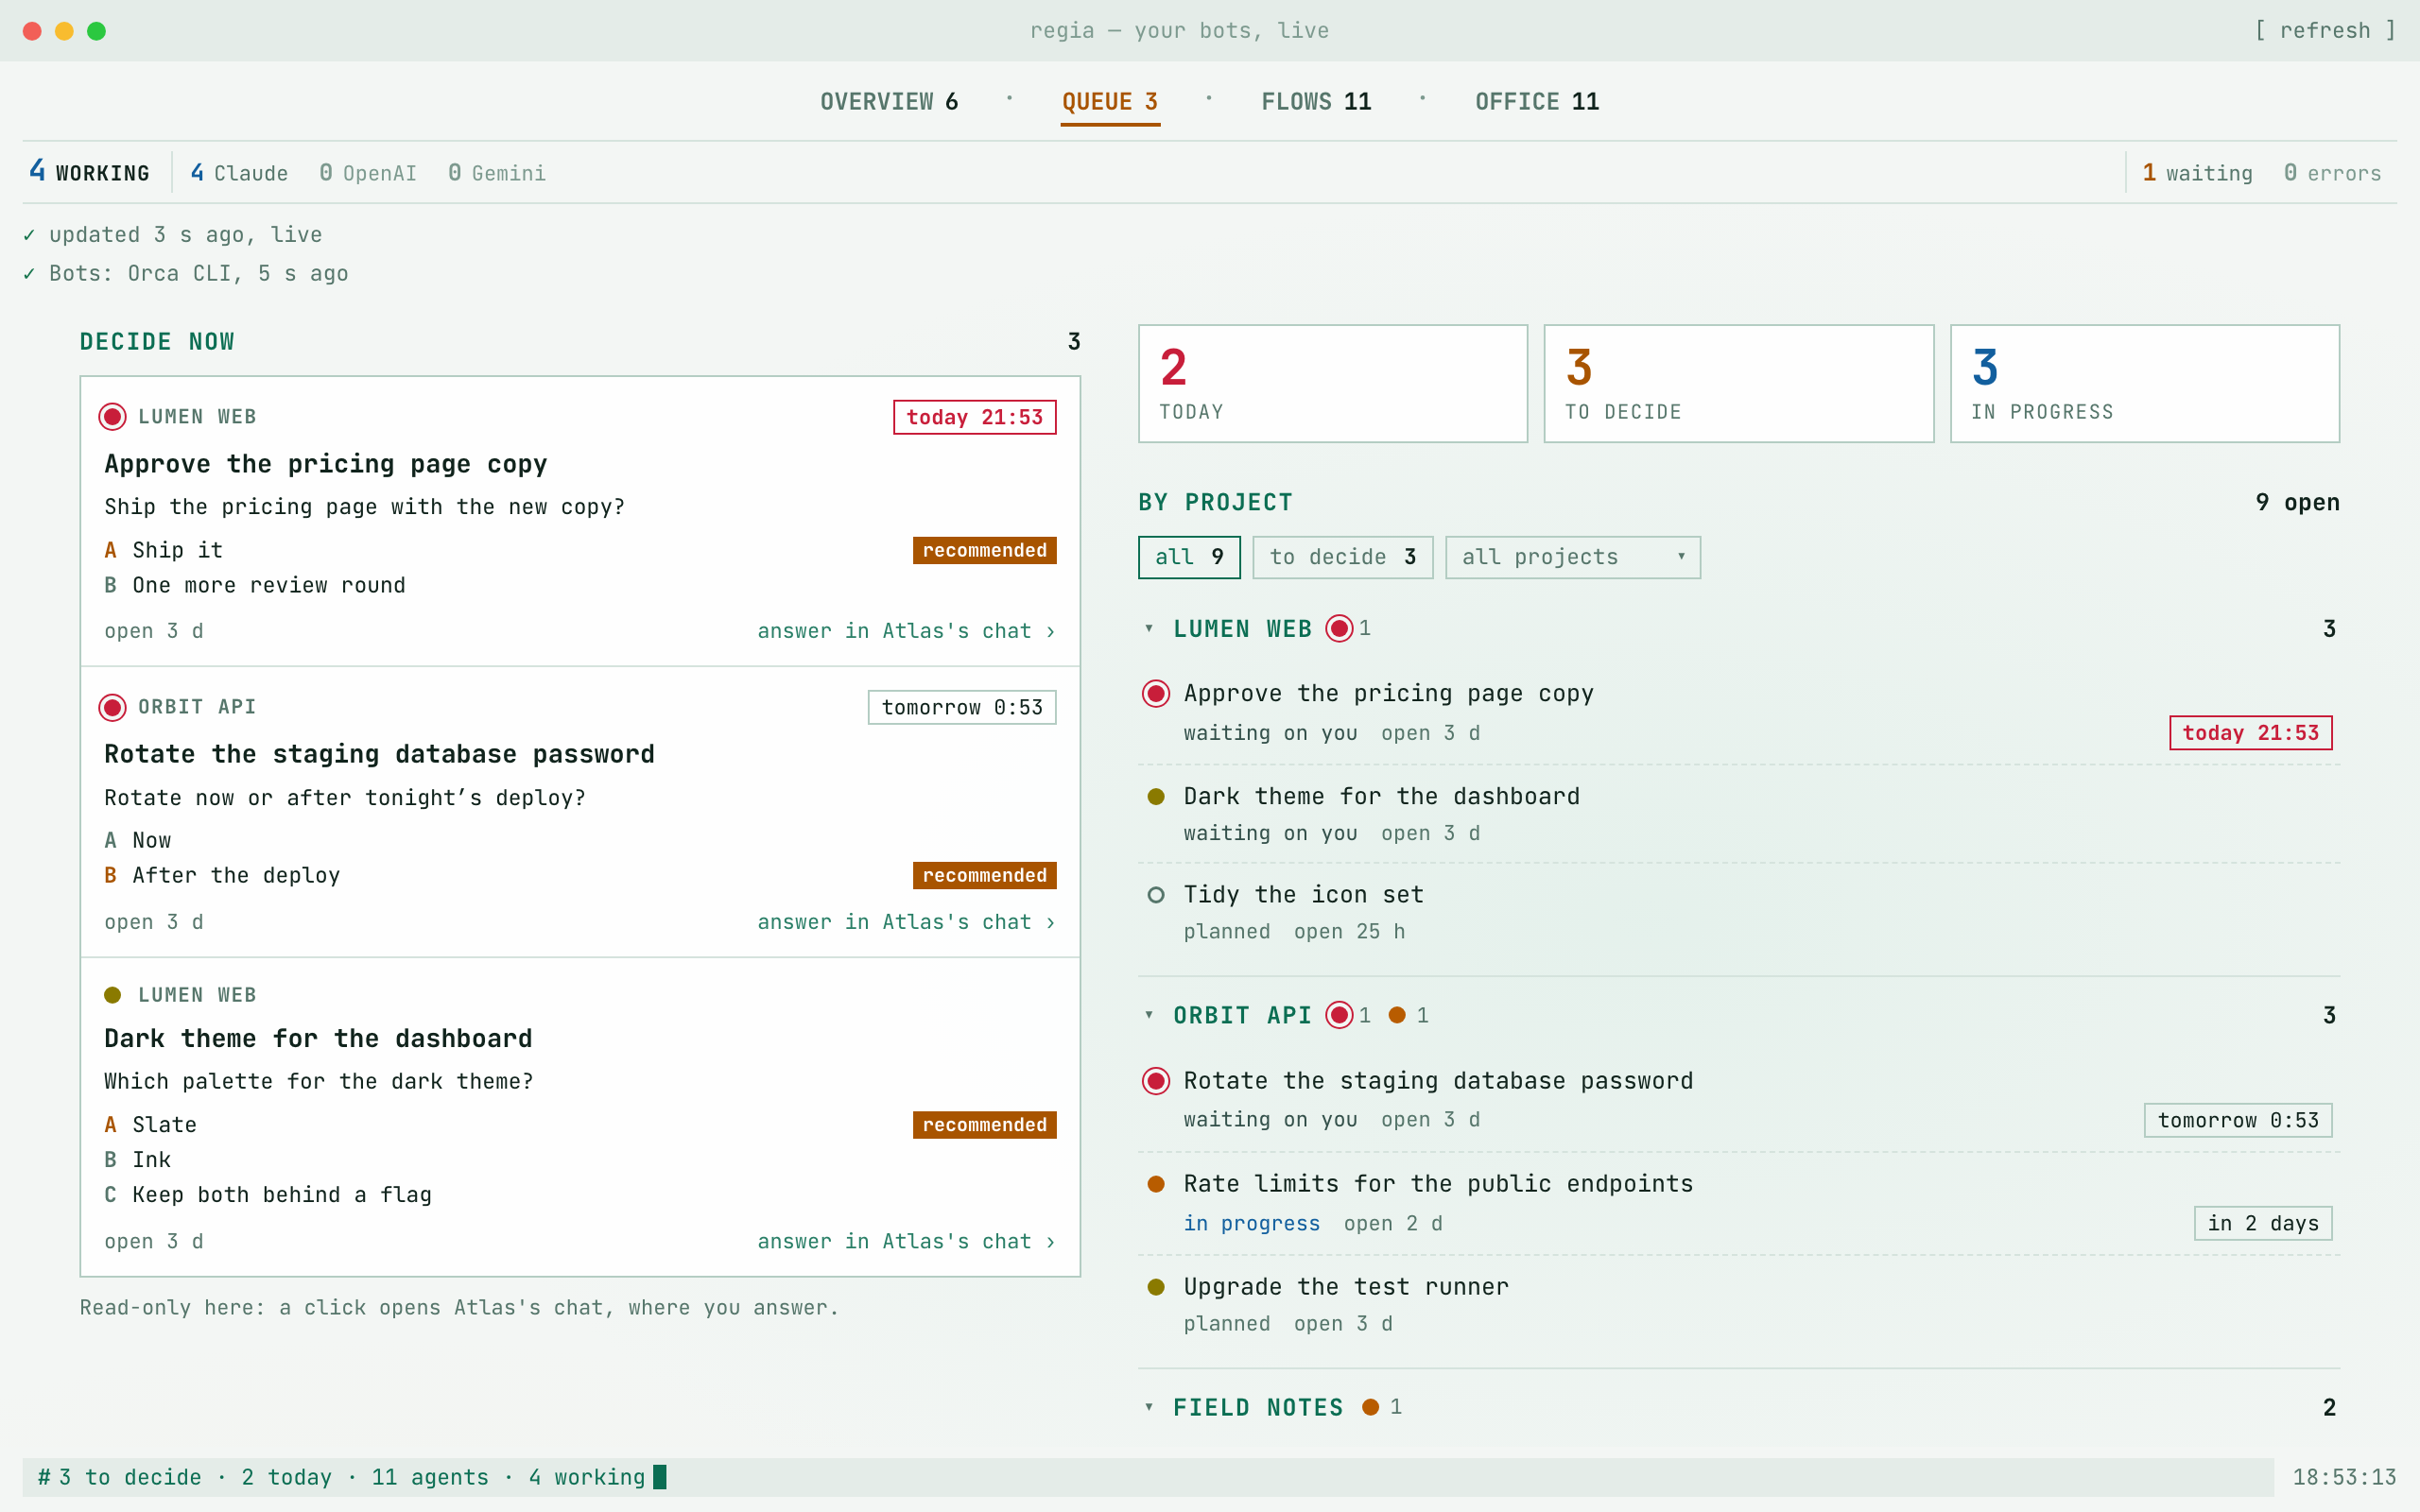 regia — your bots, live
[ refresh ]
OVERVIEW 6 · QUEUE 3 · FLOWS 11 · OFFICE 11
4 WORKING 4 Claude 0 OpenAI 0 Gemini
1 waiting 0 errors
✓ updated 3 s ago, live
✓ Bots: Orca CLI, 5 s ago
DECIDE NOW 3
LUMEN WEB today 21:53
Approve the pricing page copy
Ship the pricing page with the new copy?
A Ship it recommended
B One more review round
open 3 d answer in Atlas's chat ›
ORBIT API tomorrow 0:53
Rotate the staging database password
Rotate now or after tonight’s deploy?
A Now
B After the deploy recommended
open 3 d answer in Atlas's chat ›
LUMEN WEB
Dark theme for the dashboard
Which palette for the dark theme?
A Slate recommended
B Ink
C Keep both behind a flag
open 3 d answer in Atlas's chat ›
Read-only here: a click opens Atlas's chat, where you answer.
2
TODAY
3
TO DECIDE
3
IN PROGRESS
BY PROJECT 9 open
all 9 to decide 3 all projects ▾
▾ LUMEN WEB 1 3
Approve the pricing page copy
waiting on you open 3 d today 21:53
Dark theme for the dashboard
waiting on you open 3 d
Tidy the icon set
planned open 25 h
▾ ORBIT API 1 1 3
Rotate the staging database password
waiting on you open 3 d tomorrow 0:53
Rate limits for the public endpoints
in progress open 2 d in 2 days
Upgrade the test runner
planned open 3 d
▾ FIELD NOTES 1 2
# 3 to decide · 2 today · 11 agents · 4 working
18:53:13